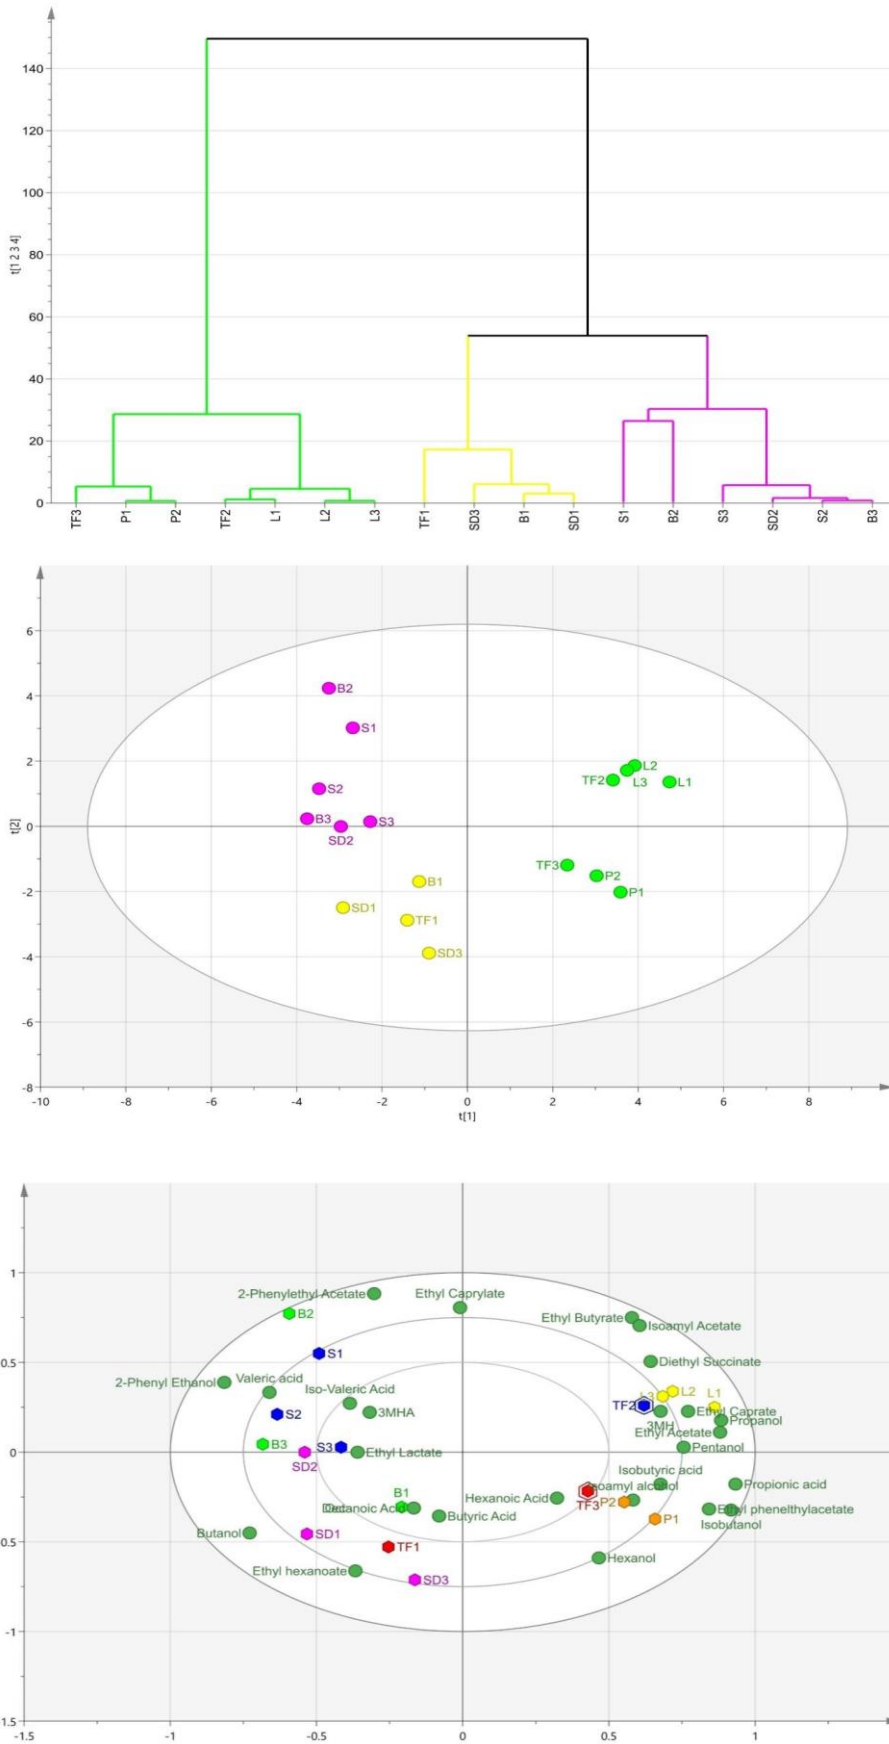 140
120
100
80
60
40
20
0
t[1 2 3 4]
TF3 P1 P2 TF2 L1 L2 L3 TF1 SD3 B1 SD1 S1 B2 S3 SD2 S2 B3
6
4
2
0
-2
-4
-6
-8
t[2]
B2
S1
S2
B3 S3
SD2
B1
SD1
TF1
SD3
L2
TF2 L3 L1
TF3
P2
P1
-10 -8 -6 -4 -2 0 2 4 6 8
t[1]
1
0.5
0
0.5
-1
1.5
2-Phenylethyl Acetate Ethyl Caprylate
B2
Ethyl Butyrate
Isoamyl Acetate
S1
Diethyl Succinate
2-Phenyl Ethanol Valeric acid
Iso-Valeric Acid
L3 L2 L1
S2 3MHA TF2 Ethyl Caprate
3MH Propanol
Ethyl Acetate
B3 S3 Ethyl Lactate Pentanol
SD2
Isobutyric acid
Propionic acid
B1
Hexanoic Acid
TF3 P2
Butyric Acid P1
Isobutanol
Butanol SD1
TF1
Hexanol
Ethyl hexanoate
SD3
-1.5 -1 -0.5 0 0.5 1